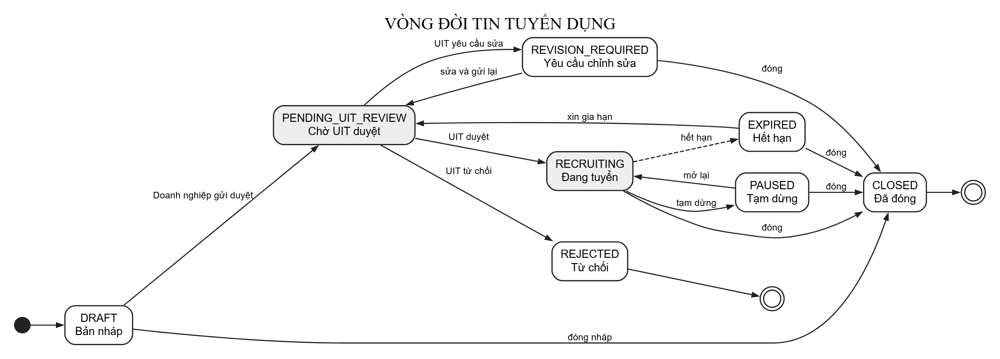 VÒNG ĐỜI TIN TUYỂN DỤNG
UIT yêu cầu sửa
REVISION_REQUIRED
Yêu cầu chỉnh sửa
đóng
sửa và gửi lại
PENDING_UIT_REVIEW
Chờ UIT duyệt
xin gia hạn
EXPIRED
Hết hạn
UIT duyệt
hết hạn
đóng
RECRUITING
Đang tuyển
UIT từ chối
mở lại
PAUSED
Tạm dừng
đóng
CLOSED
Đã đóng
Doanh nghiệp gửi duyệt
tạm dừng
đóng
REJECTED
Từ chối
DRAFT
Bản nháp
đóng nháp